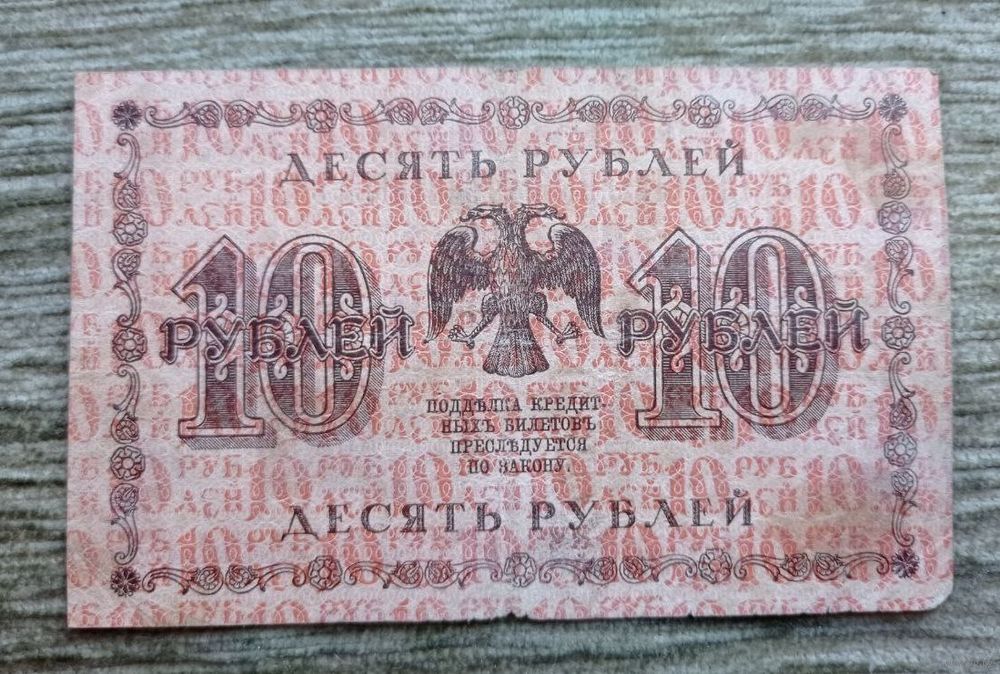 ДЕСЯТЬ РУБЛЕЙ
10 10
РУБЛЕЙ РУБЛЕЙ
ПОДДѢЛКА КРЕДИТ-
НЫХЪ БИЛЕТОВЪ
ПРЕСЛѢДУЕТСЯ
ПО ЗАКОНУ.
ДЕСЯТЬ РУБЛЕЙ